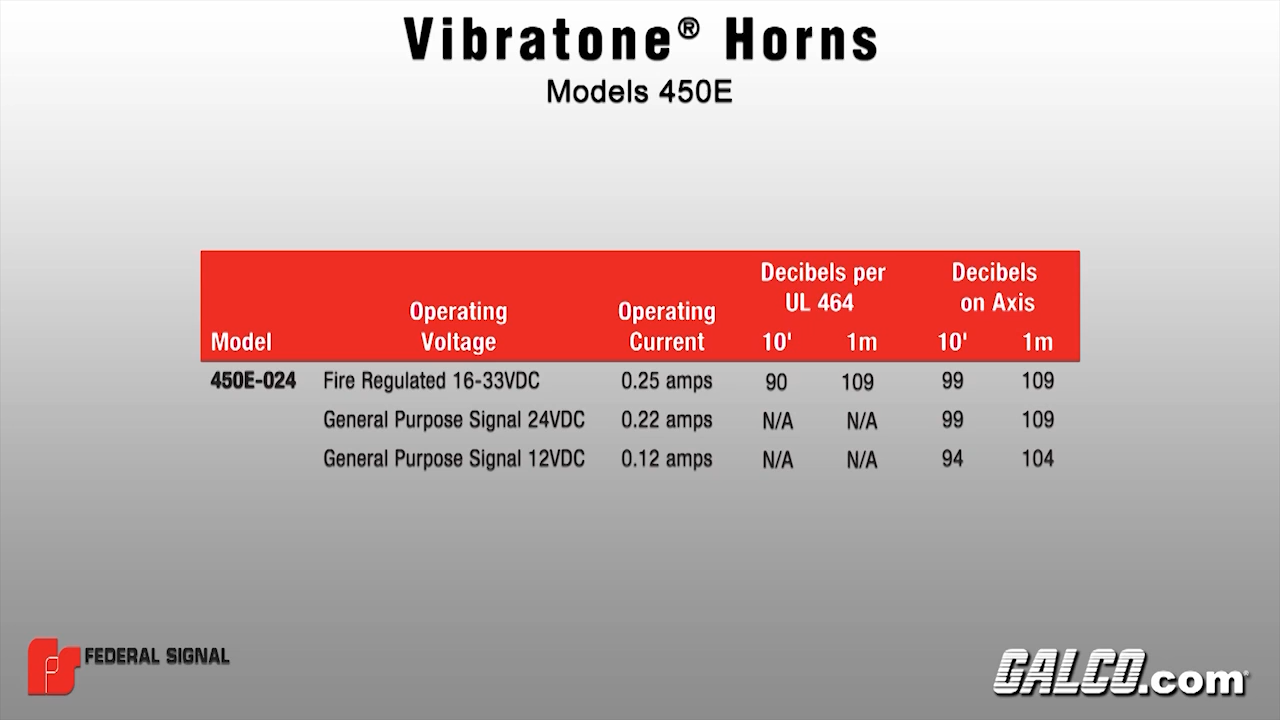 Vibratone® Horns
Models 450E
Decibels per Decibels
UL 464 on Axis
Operating Operating
Model Voltage Current 10' 1m 10' 1m
450E-024 Fire Regulated 16-33VDC 0.25 amps 90 109 99 109
General Purpose Signal 24VDC 0.22 amps N/A N/A 99 109
General Purpose Signal 12VDC 0.12 amps N/A N/A 94 104
FEDERAL SIGNAL
GALCO.com®